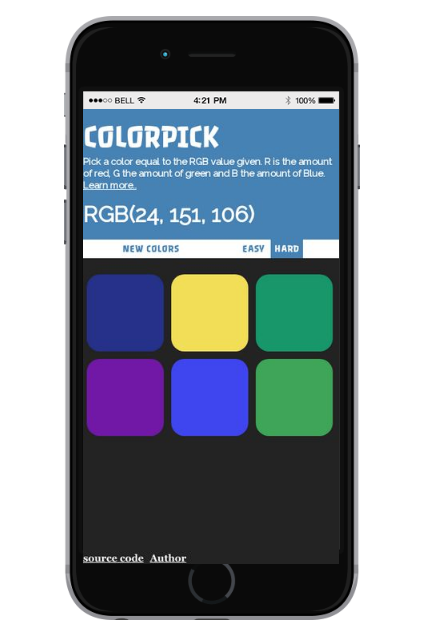 ●●●○○ BELL 4:21 PM 100%
COLORPICK
Pick a color equal to the RGB value given. R is the amount
of red, G the amount of green and B the amount of Blue.
Learn more..
RGB(24, 151, 106)
NEW COLORS EASY HARD
source code Author